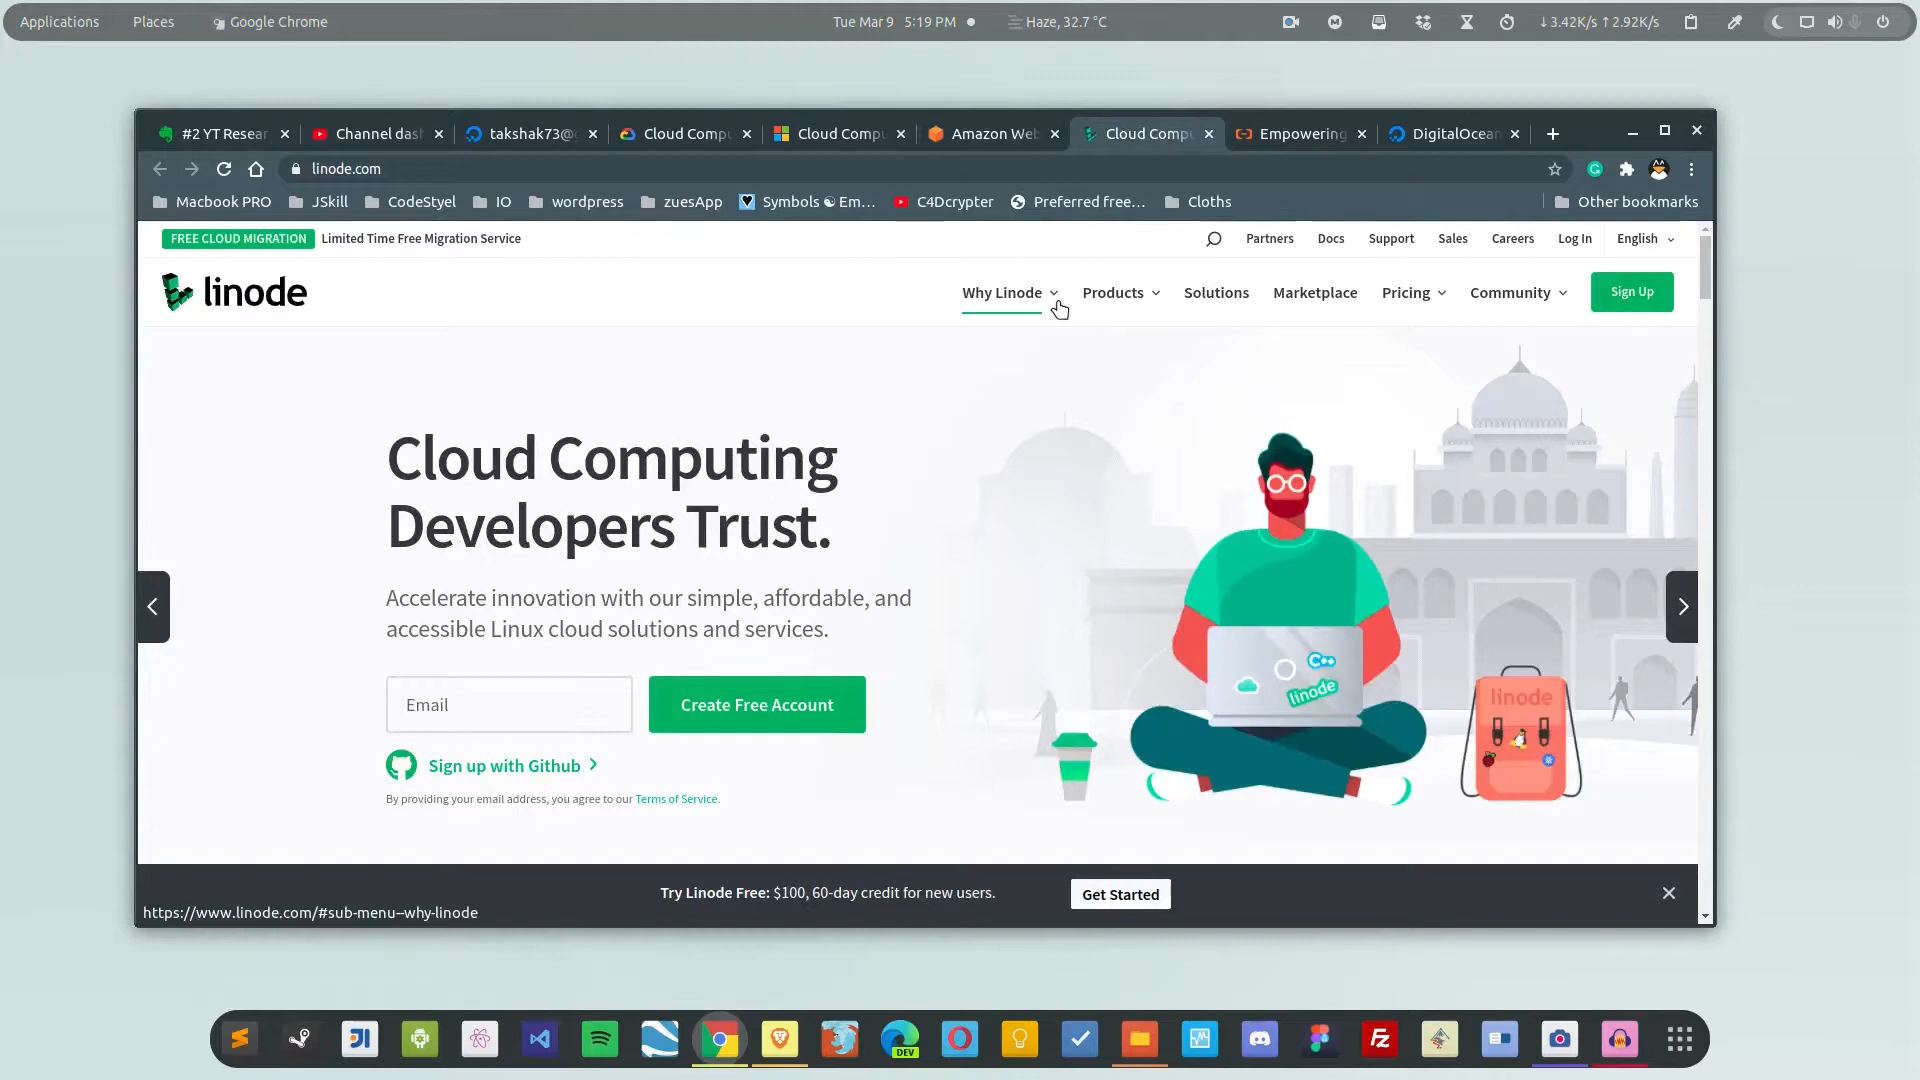 Applications Places Google Chrome Tue Mar 9 5:19 PM Haze, 32.7 °C ↓3.42K/s ↑2.92K/s
#2 YT Resear Channel das takshak73@g Cloud Compu Cloud Compu Amazon Web Cloud Compu Empowering DigitalOcean
linode.com
Macbook PRO JSkill CodeStyel IO wordpress zuesApp Symbols ☯ Em... C4Dcrypter Preferred free... Cloths Other bookmarks
FREE CLOUD MIGRATION Limited Time Free Migration Service Partners Docs Support Sales Careers Log In English
linode Why Linode Products Solutions Marketplace Pricing Community Sign Up
Cloud Computing
Developers Trust.
Accelerate innovation with our simple, affordable, and
accessible Linux cloud solutions and services.
C++
linode
linode
Email Create Free Account
Sign up with Github
By providing your email address, you agree to our Terms of Service.
Try Linode Free: $100, 60-day credit for new users. Get Started
https://www.linode.com/#sub-menu--why-linode
DEV